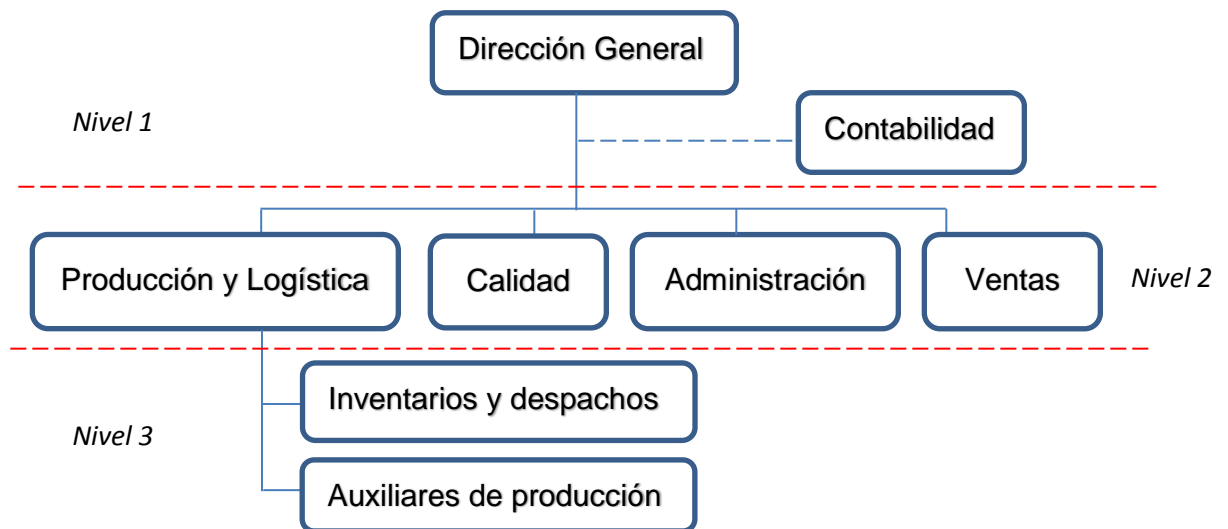 Dirección General
Nivel 1
Contabilidad
Producción y Logística
Calidad
Administración
Ventas
Nivel 2
Inventarios y despachos
Nivel 3
Auxiliares de producción